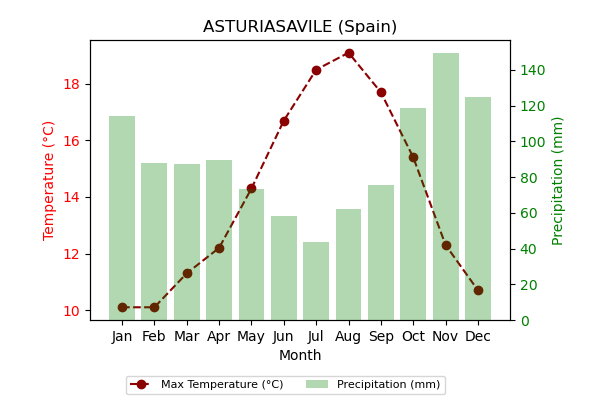 ASTURIASAVILE (Spain)
18
16
14
12
10
Temperature (°C)
140
120
100
80
60
40
20
0
Precipitation (mm)
Jan Feb Mar Apr May Jun Jul Aug Sep Oct Nov Dec
Month
Max Temperature (°C) Precipitation (mm)